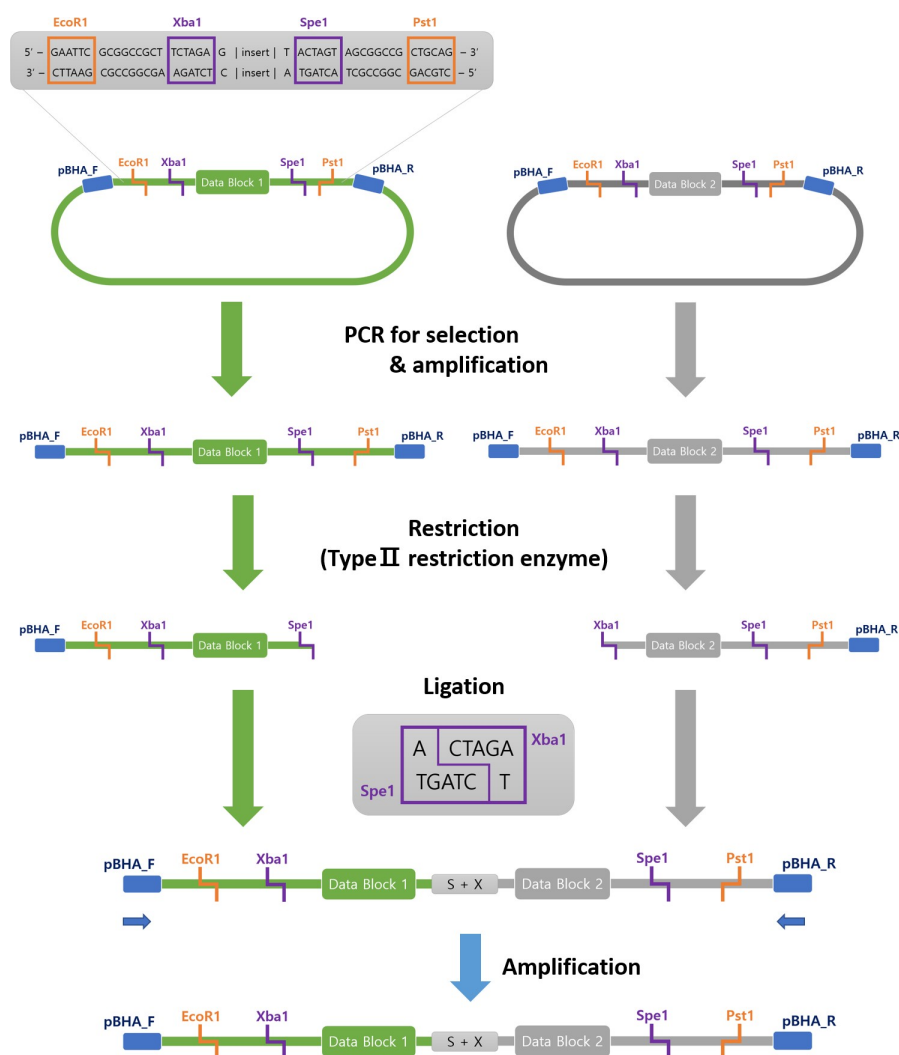 EcoR1 Xba1 Spe1 Pst1
5' – GAATTC GCGGCCGCT TCTAGA G | insert | T ACTAGT AGCGGCCG CTGCAG – 3'
3' – CTTAAG CGCCGGCGA AGATCT C | insert | A TGATCA TCGCCGGC GACGTC – 5'
pBHA_F EcoR1 Xba1 Data Block 1 Spe1 Pst1 pBHA_R
pBHA_F EcoR1 Xba1 Data Block 2 Spe1 Pst1 pBHA_R
PCR for selection
& amplification
pBHA_F EcoR1 Xba1 Data Block 1 Spe1 Pst1 pBHA_R
pBHA_F EcoR1 Xba1 Data Block 2 Spe1 Pst1 pBHA_R
Restriction
(Type Ⅱ restriction enzyme)
pBHA_F EcoR1 Xba1 Data Block 1 Spe1
Xba1 Data Block 2 Spe1 Pst1 pBHA_R
Ligation
A CTAGA Xba1
Spe1 TGATC T
pBHA_F EcoR1 Xba1 Data Block 1 S + X Data Block 2 Spe1 Pst1 pBHA_R
Amplification
pBHA_F EcoR1 Xba1 Data Block 1 S + X Data Block 2 Spe1 Pst1 pBHA_R